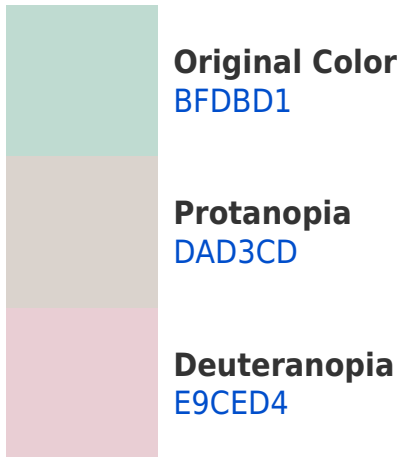 Original Color
BFDBD1
Protanopia
DAD3CD
Deuteranopia
E9CED4